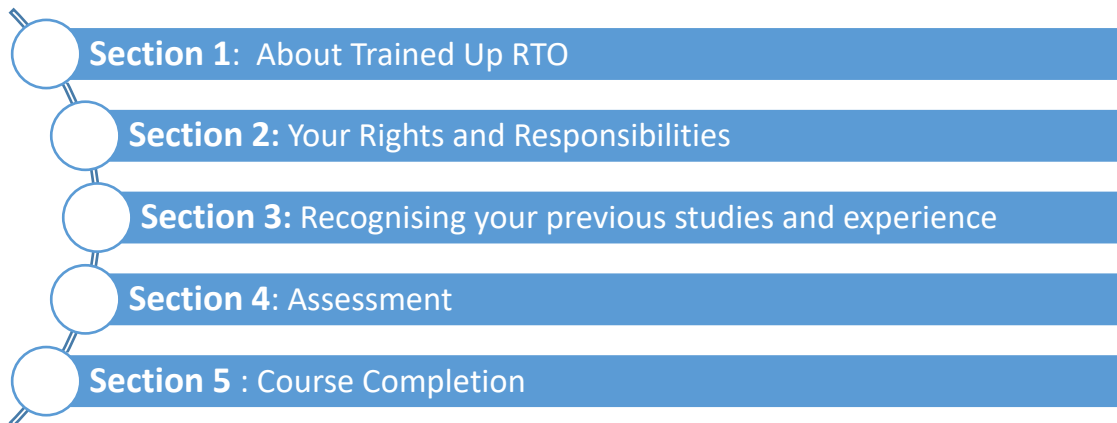 Section 1:  About Trained Up RTO
Section 2: Your Rights and Responsibilities
Section 3: Recognising your previous studies and experience
Section 4: Assessment
Section 5 : Course Completion